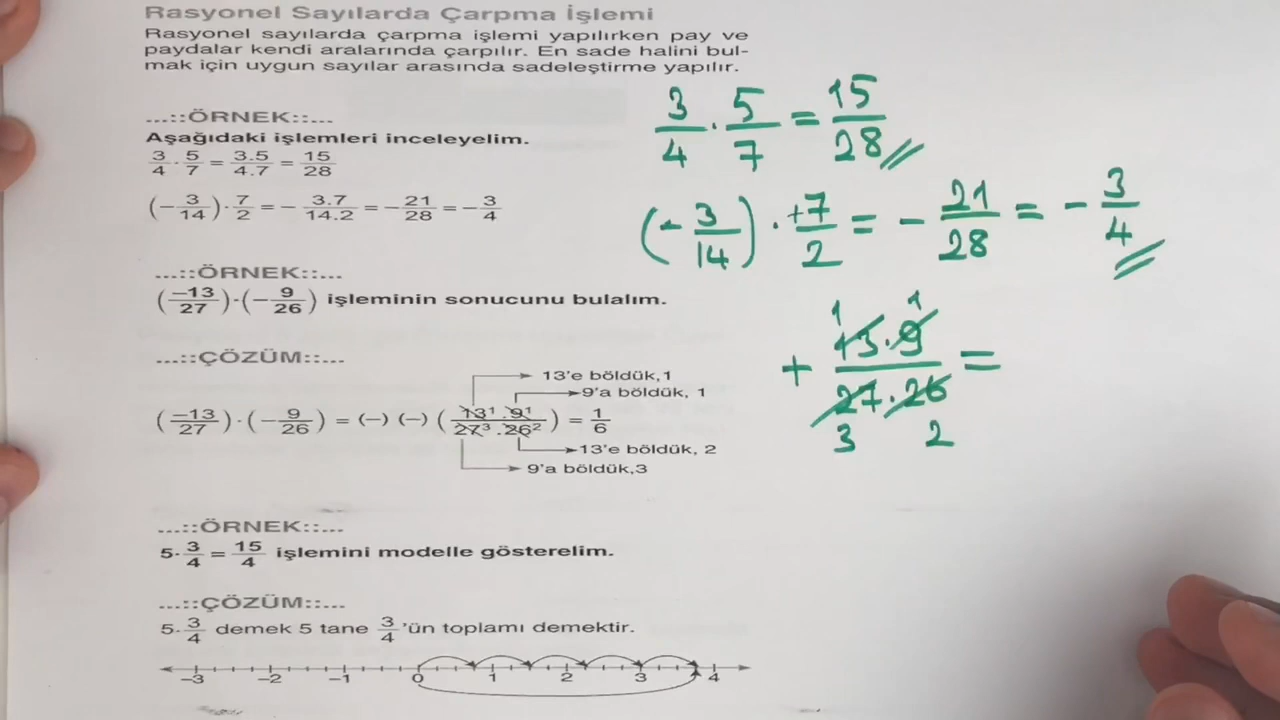 Rasyonel Sayılarda Çarpma İşlemi
Rasyonel sayılarda çarpma işlemi yapılırken pay ve
paydalar kendi aralarında çarpılır. En sade halini bul-
mak için uygun sayılar arasında sadeleştirme yapılır.
...::ÖRNEK::...
Aşağıdaki işlemleri inceleyelim.
3/4 · 5/7 = 3.5/4.7 = 15/28
(-3/14) · 7/2 = - 3.7/14.2 = - 21/28 = - 3/4
...::ÖRNEK::...
(-13/27) · (-9/26) işleminin sonucunu bulalım.
...::ÇÖZÜM::...
13'e böldük,1
9'a böldük, 1
(-13/27) · (-9/26) = (-) (-) (13¹ . 9¹/27³ . 26²) = 1/6
13'e böldük, 2
9'a böldük,3
...::ÖRNEK::...
5 · 3/4 = 15/4 işlemini modelle gösterelim.
...::ÇÖZÜM::...
5 · 3/4 demek 5 tane 3/4 'ün toplamı demektir.
-3 -2 -1 0 1 2 3 4
3/4 · 5/7 = 15/28
(-3/14) · +7/2 = - 21/28 = - 3/4
1 1
+ 13 · 9/27 · 26 =
3 2